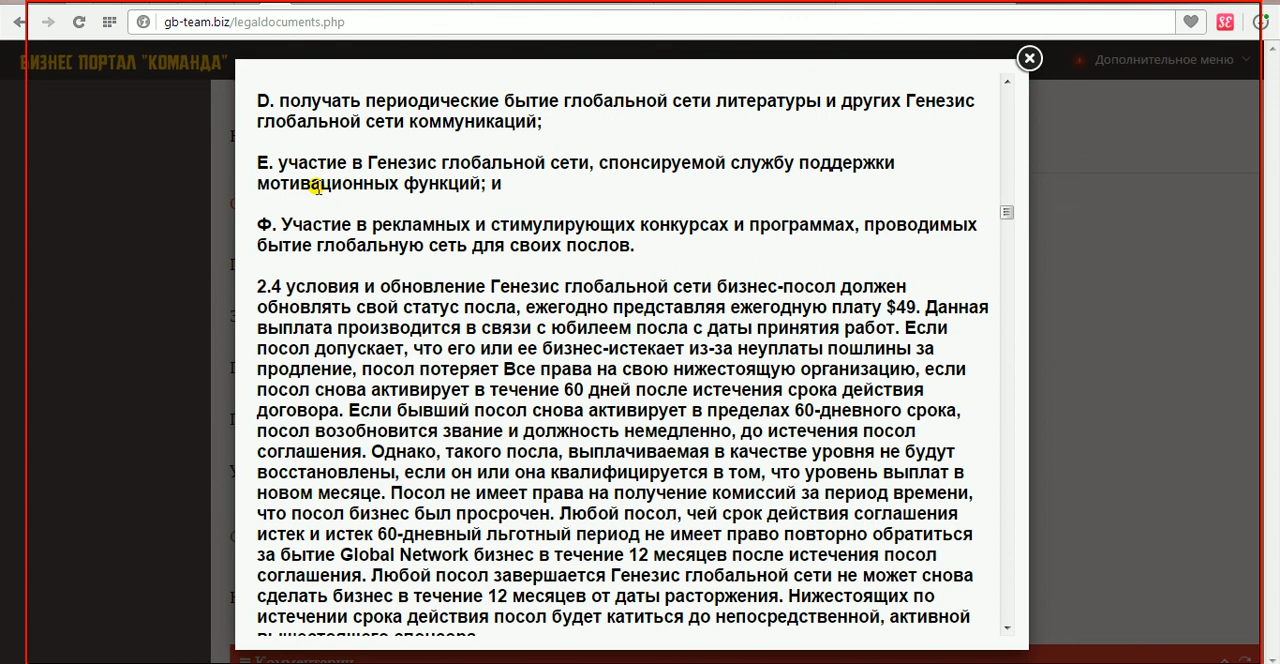 gb-team.biz/legaldocuments.php
БИЗНЕС ПОРТАЛ "КОМАНДА"
Дополнительное меню
D. получать периодические бытие глобальной сети литературы и других Генезис
глобальной сети коммуникаций;
Е. участие в Генезис глобальной сети, спонсируемой службу поддержки
мотивационных функций; и
Ф. Участие в рекламных и стимулирующих конкурсах и программах, проводимых
бытие глобальную сеть для своих послов.
2.4 условия и обновление Генезис глобальной сети бизнес-посол должен
обновлять свой статус посла, ежегодно представляя ежегодную плату $49. Данная
выплата производится в связи с юбилеем посла с даты принятия работ. Если
посол допускает, что его или ее бизнес-истекает из-за неуплаты пошлины за
продление, посол потеряет Все права на свою нижестоящую организацию, если
посол снова активирует в течение 60 дней после истечения срока действия
договора. Если бывший посол снова активирует в пределах 60-дневного срока,
посол возобновится звание и должность немедленно, до истечения посол
соглашения. Однако, такого посла, выплачиваемая в качестве уровня не будут
восстановлены, если он или она квалифицируется в том, что уровень выплат в
новом месяце. Посол не имеет права на получение комиссий за период времени,
что посол бизнес был просрочен. Любой посол, чей срок действия соглашения
истек и истек 60-дневный льготный период не имеет право повторно обратиться
за бытие Global Network бизнес в течение 12 месяцев после истечения посол
соглашения. Любой посол завершается Генезис глобальной сети не может снова
сделать бизнес в течение 12 месяцев от даты расторжения. Нижестоящих по
истечении срока действия посол будет катиться до непосредственной, активной
вышестоящего спонсора.
Комментарии